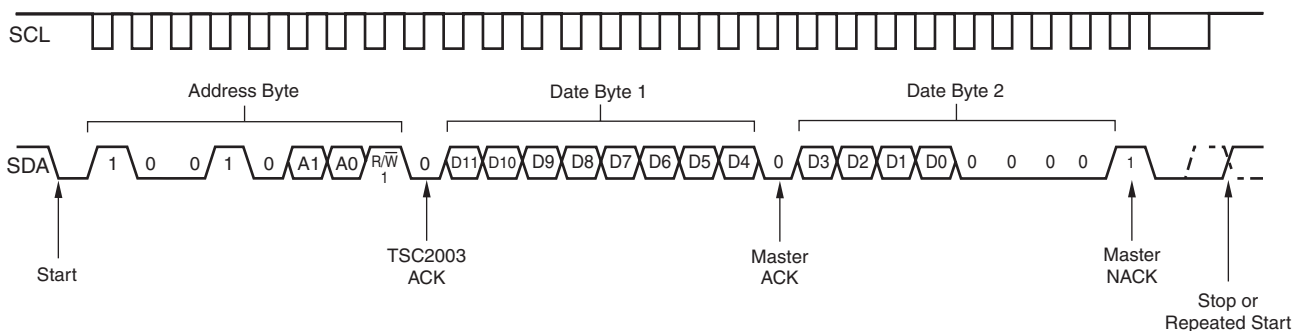 SCL
Address Byte
Date Byte 1
Date Byte 2
SDA 1 0 0 1 0 A1 A0 R/W̅ 1 0 D11 D10 D9 D8 D7 D6 D5 D4 0 D3 D2 D1 D0 0 0 0 0 1
Start
TSC2003
ACK
Master
ACK
Master
NACK
Stop or
Repeated Start